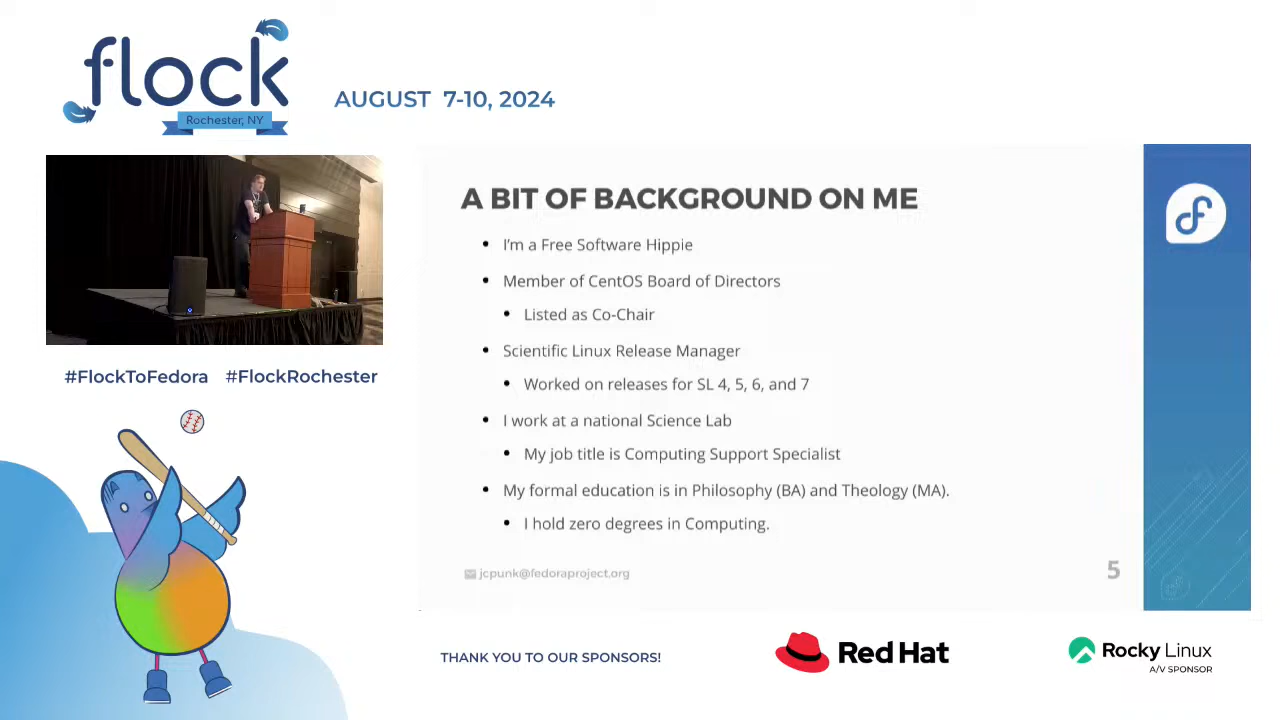 flock
Rochester, NY
AUGUST 7-10, 2024
#FlockToFedora #FlockRochester
A BIT OF BACKGROUND ON ME
I'm a Free Software Hippie
Member of CentOS Board of Directors
Listed as Co-Chair
Scientific Linux Release Manager
Worked on releases for SL 4, 5, 6, and 7
I work at a national Science Lab
My job title is Computing Support Specialist
My formal education is in Philosophy (BA) and Theology (MA).
I hold zero degrees in Computing.
jcpunk@fedoraproject.org
5
THANK YOU TO OUR SPONSORS!
Red Hat
Rocky Linux
A/V SPONSOR